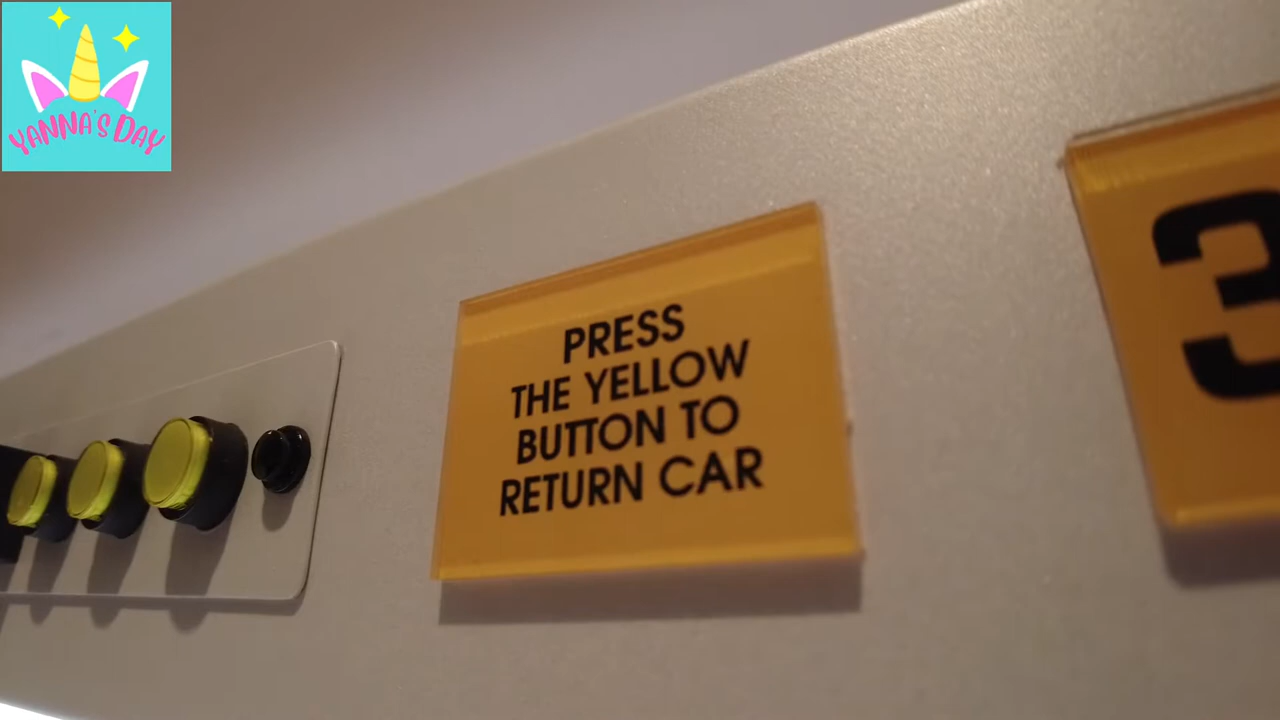 YANNA'S DAY
PRESS
THE YELLOW
BUTTON TO
RETURN CAR
3